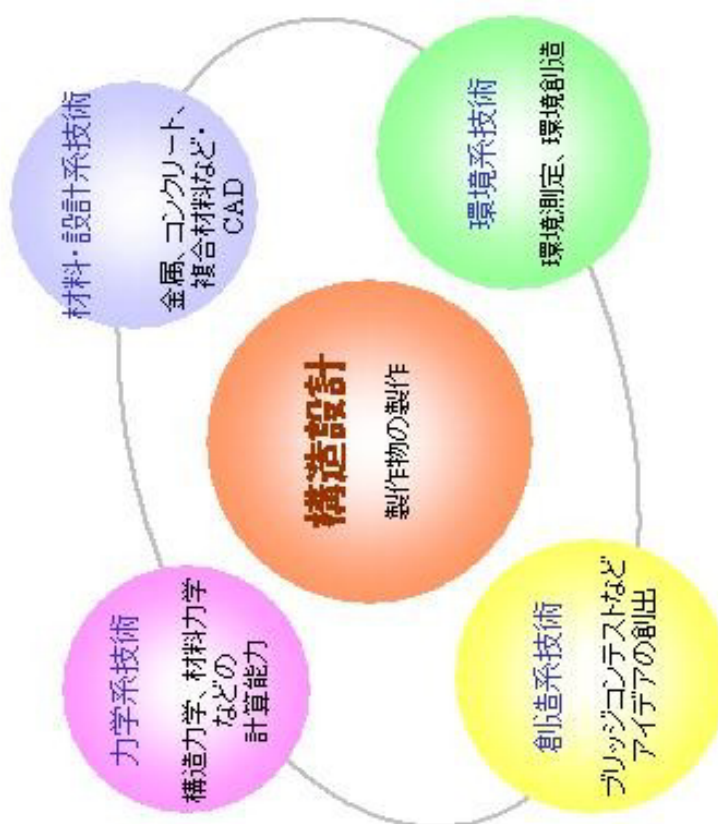 力学系技術
構造力学、材料力学
などの
計算能力
材料・設計系技術
金属、コンクリート、
複合材料など・
CAD
構造設計
製作物の製作
創造系技術
ブリッジコンテストなど
アイデアの創出
環境系技術
環境測定、環境創造